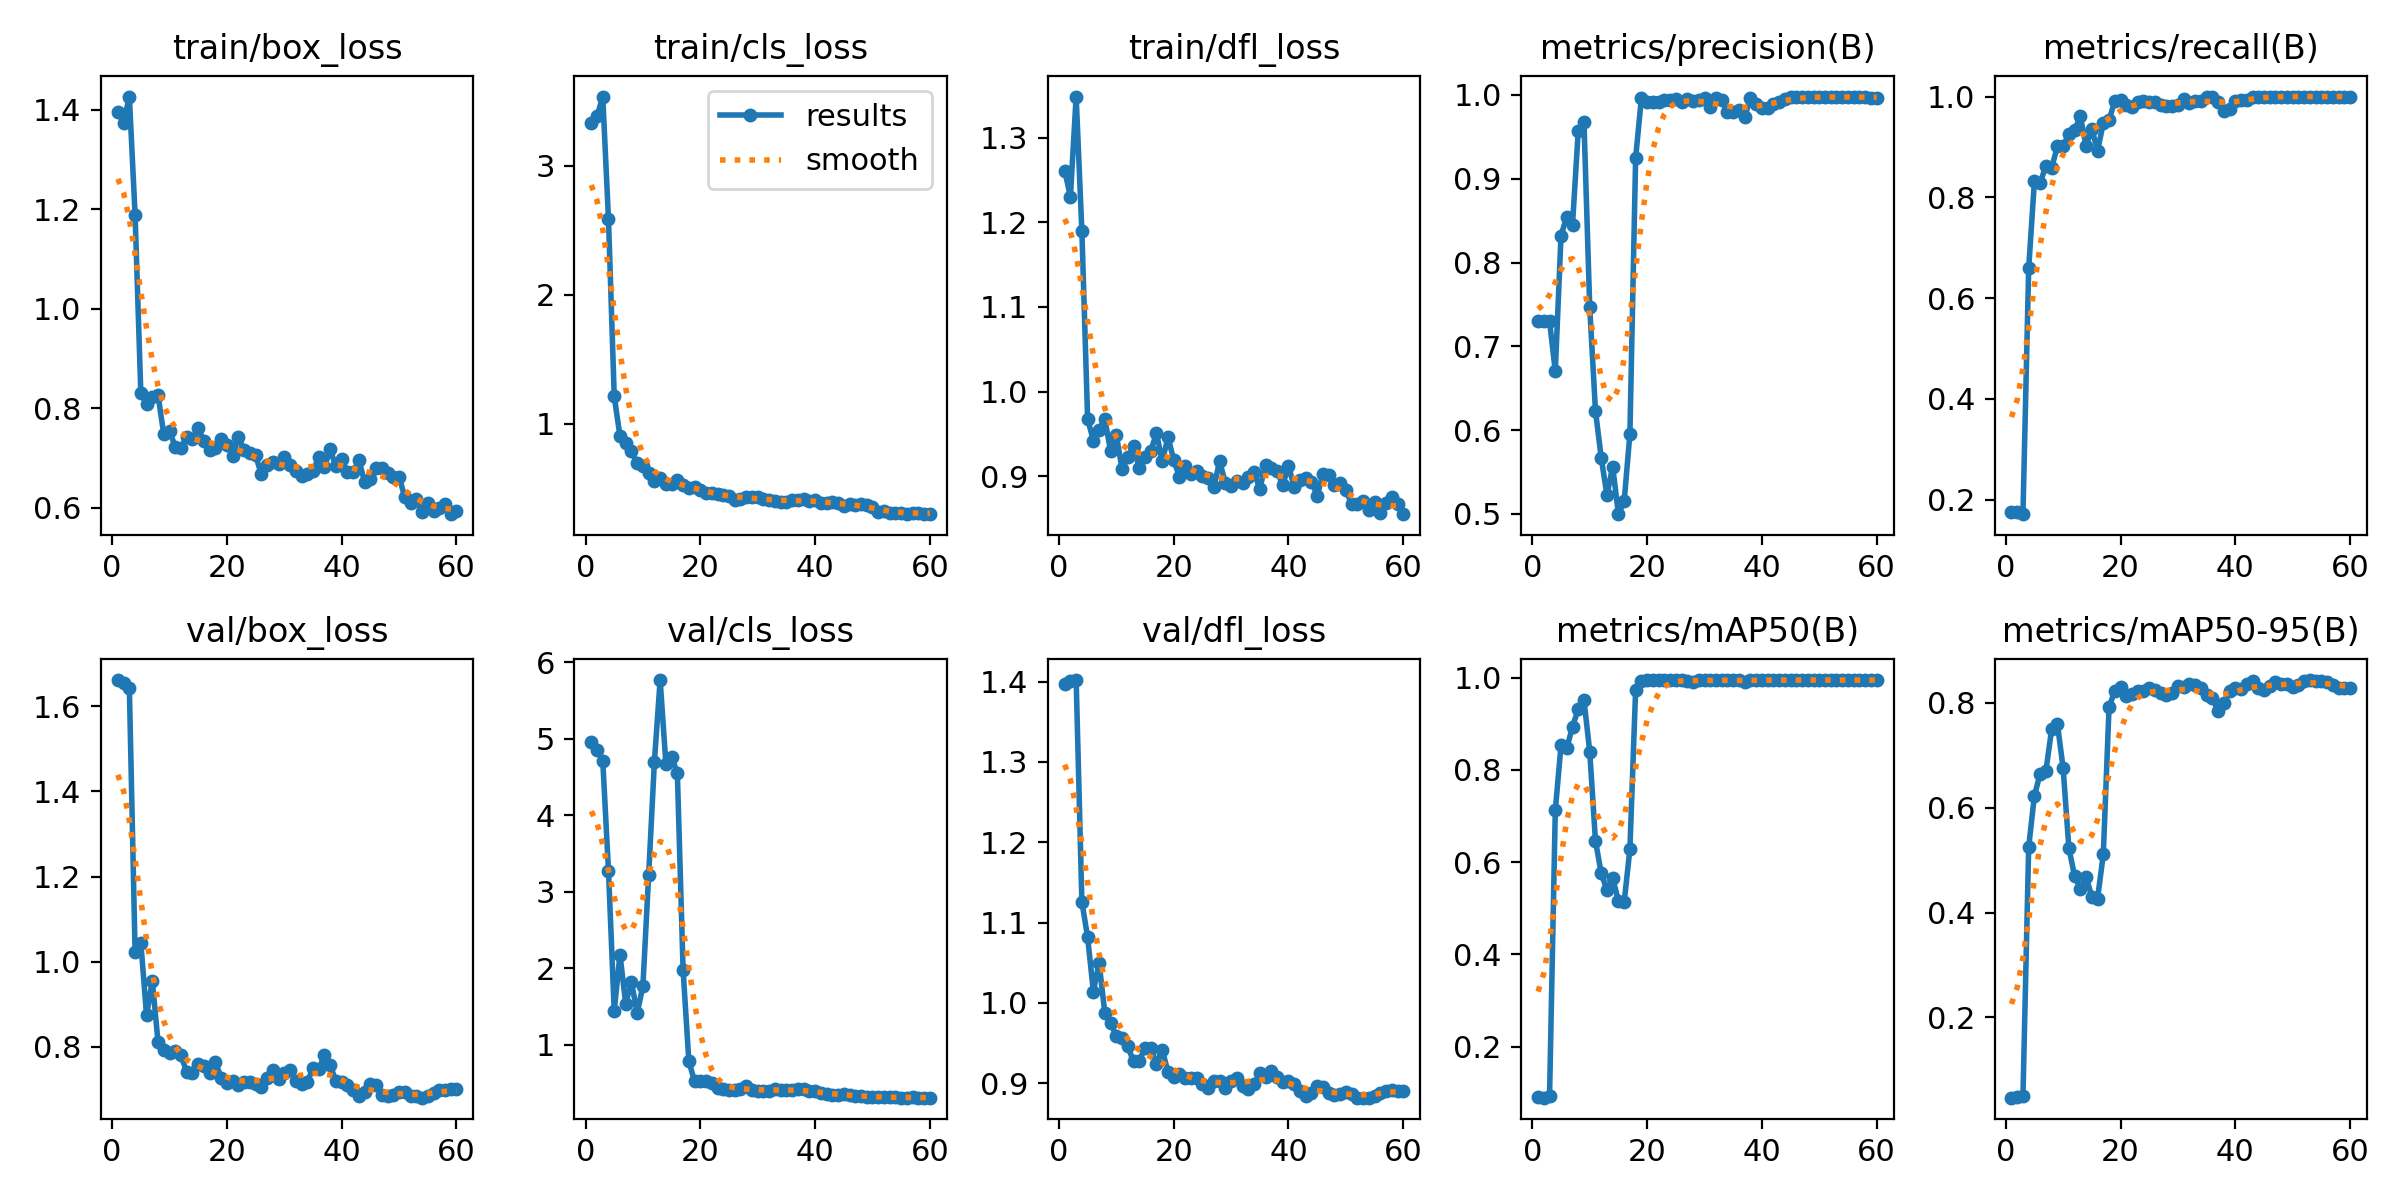 train/box_loss
train/cls_loss
train/dfl_loss
metrics/precision(B)
metrics/recall(B)
1.4
1.2
1.0
0.8
0.6
0 20 40 60
3
2
1
results
smooth
0 20 40 60
1.3
1.2
1.1
1.0
0.9
0 20 40 60
1.0
0.9
0.8
0.7
0.6
0.5
0 20 40 60
1.0
0.8
0.6
0.4
0.2
0 20 40 60
val/box_loss
val/cls_loss
val/dfl_loss
metrics/mAP50(B)
metrics/mAP50-95(B)
1.6
1.4
1.2
1.0
0.8
0 20 40 60
6
5
4
3
2
1
0 20 40 60
1.4
1.3
1.2
1.1
1.0
0.9
0 20 40 60
1.0
0.8
0.6
0.4
0.2
0 20 40 60
0.8
0.6
0.4
0.2
0 20 40 60